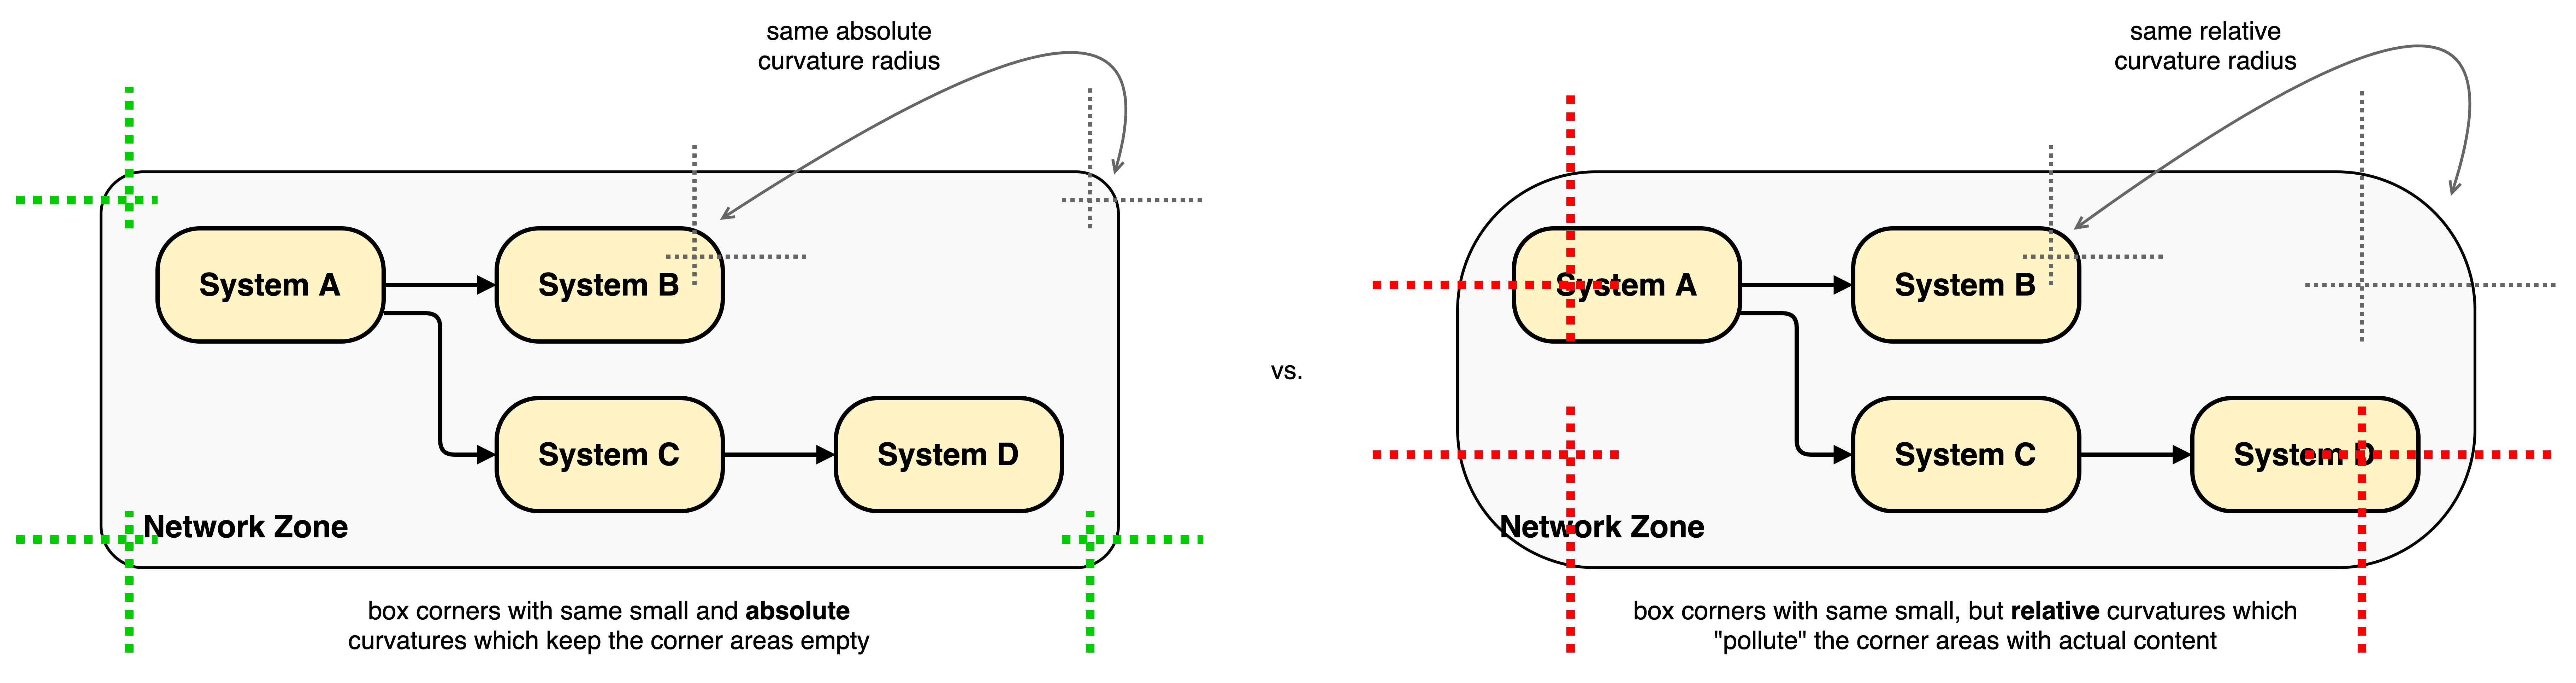 same absolute
curvature radius
System A
System B
System C
System D
Network Zone
box corners with same small and absolute
curvatures which keep the corner areas empty
vs.
same relative
curvature radius
System A
System B
System C
System D
Network Zone
box corners with same small, but relative curvatures which
"pollute" the corner areas with actual content